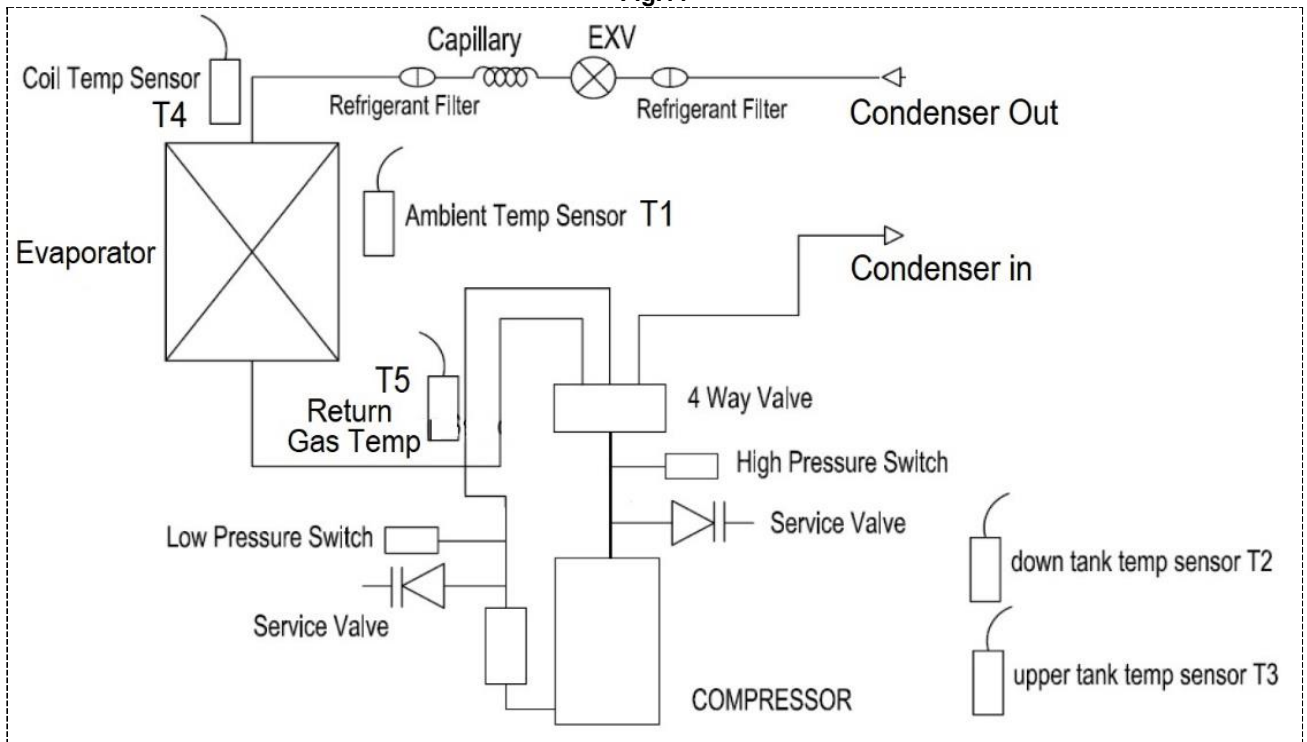 Capillary
EXV
Coil Temp Sensor
T4
Refrigerant Filter
Refrigerant Filter
Condenser Out
Ambient Temp Sensor T1
Evaporator
Condenser in
T5
Return
Gas Temp
4 Way Valve
High Pressure Switch
Low Pressure Switch
Service Valve
down tank temp sensor T2
Service Valve
upper tank temp sensor T3
COMPRESSOR